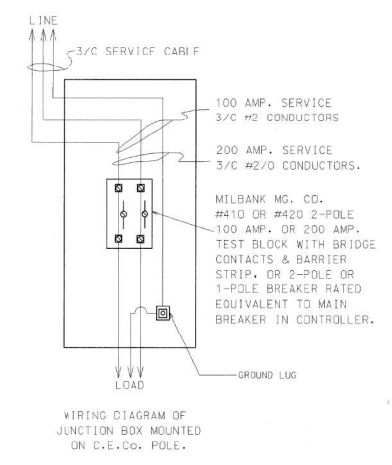 LINE
3/C SERVICE CABLE
100 AMP. SERVICE
3/C #2 CONDUCTORS
200 AMP. SERVICE
3/C #2/0 CONDUCTORS.
MILBANK MG. CO.
#410 OR #420 2-POLE
100 AMP. OR 200 AMP.
TEST BLOCK WITH BRIDGE
CONTACTS & BARRIER
STRIP. OR 2-POLE OR
1-POLE BREAKER RATED
EQUIVALENT TO MAIN
BREAKER IN CONTROLLER.
GROUND LUG
LOAD
WIRING DIAGRAM OF
JUNCTION BOX MOUNTED
ON C.E.Co. POLE.